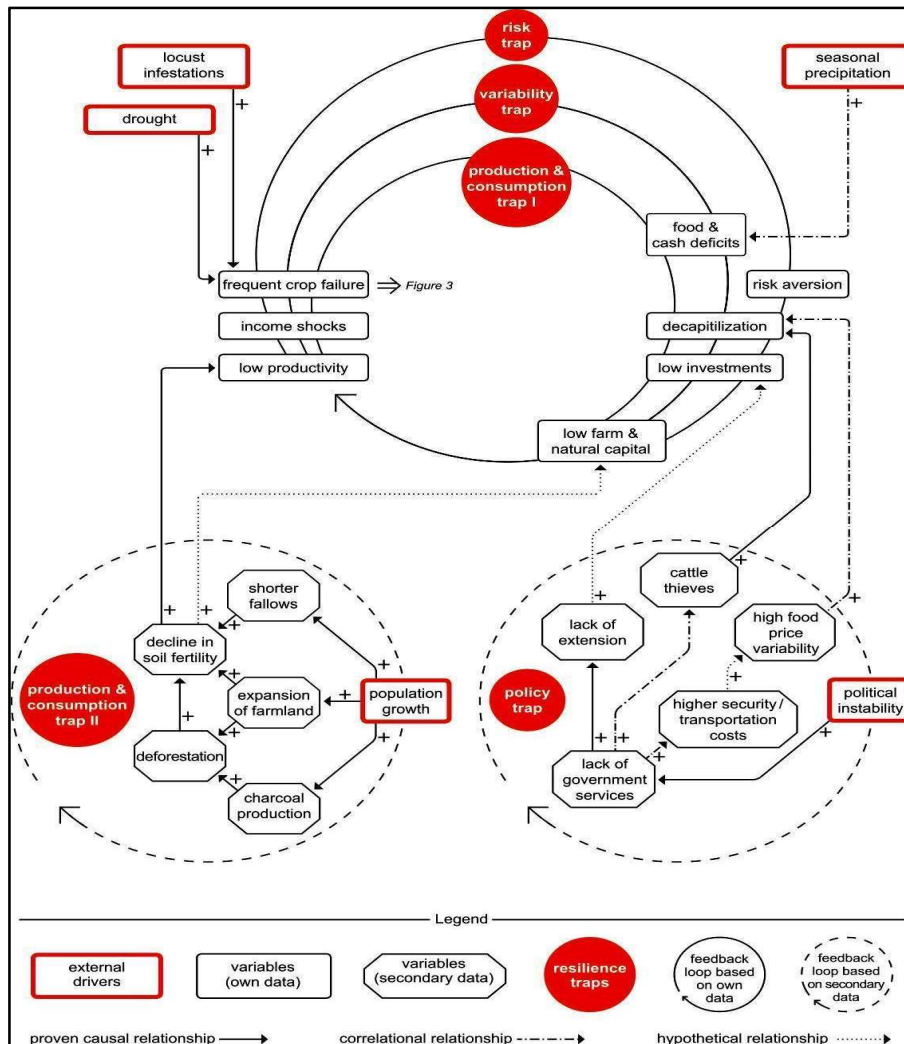 risk
trap
locust
infestations
seasonal
precipitation
variability
trap
drought
+
+
+
production &
consumption
trap I
food &
cash deficits
frequent crop failure
Figure 3
risk aversion
income shocks
decapitilization
low productivity
low investments
low farm &
natural capital
shorter
fallows
cattle
thieves
+
+
+
+
+
+
lack of
extension
high food
price
variability
decline in
soil fertility
+
+
+
production &
consumption
trap II
expansion
of farmland
+
+
+
population
growth
policy
trap
higher security/
transportation
costs
+
political
instability
+
deforestation
+
+
+
+
+
+
lack of
government
services
charcoal
production
Legend
external
drivers
variables
(own data)
variables
(secondary data)
resilience
traps
feedback
loop based
on own
data
feedback
loop based
on secondary
data
proven causal relationship
correlational relationship
hypothetical relationship